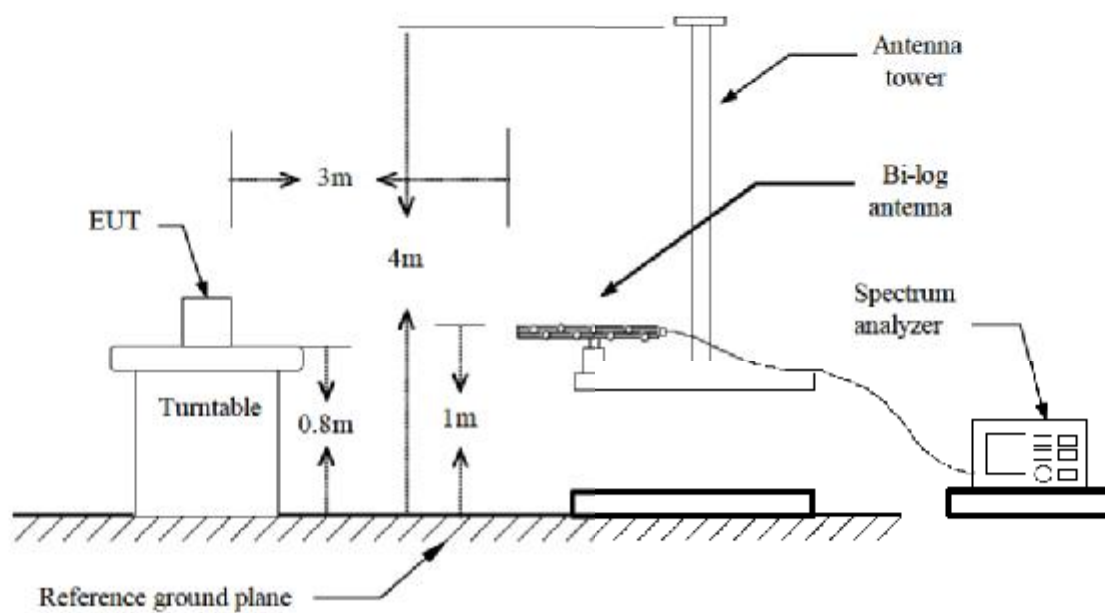 Antenna
tower
3m
Bi-log
antenna
EUT
4m
Spectrum
analyzer
Turntable
0.8m
1m
Reference ground plane